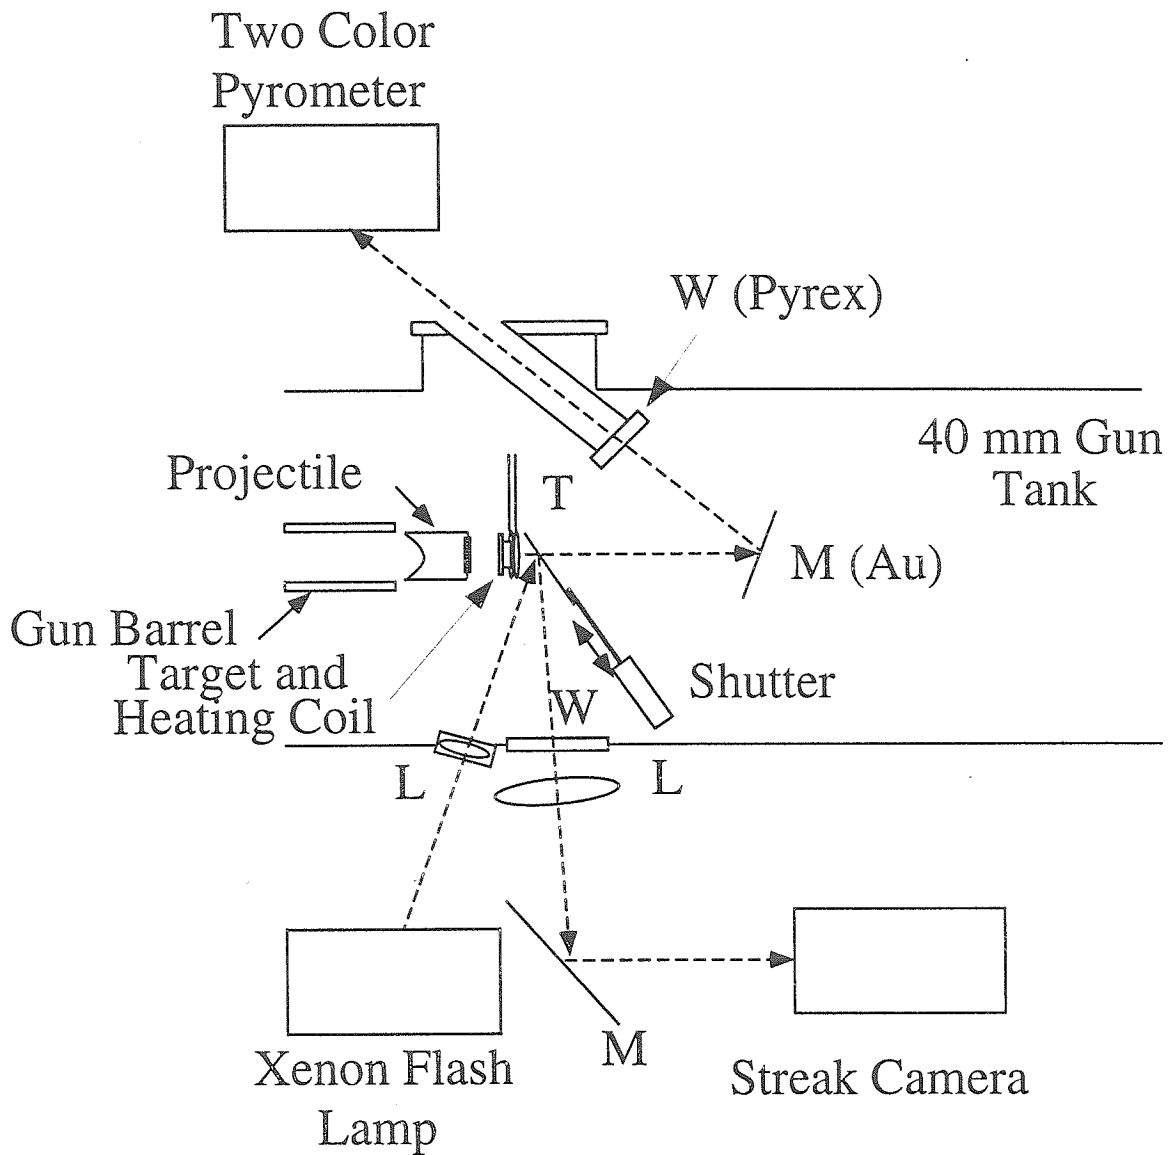 Two Color
Pyrometer
W (Pyrex)
40 mm Gun
Tank
Projectile
T
M (Au)
Gun Barrel
Target and
Heating Coil
Shutter
W
L
L
M
Xenon Flash
Lamp
Streak Camera